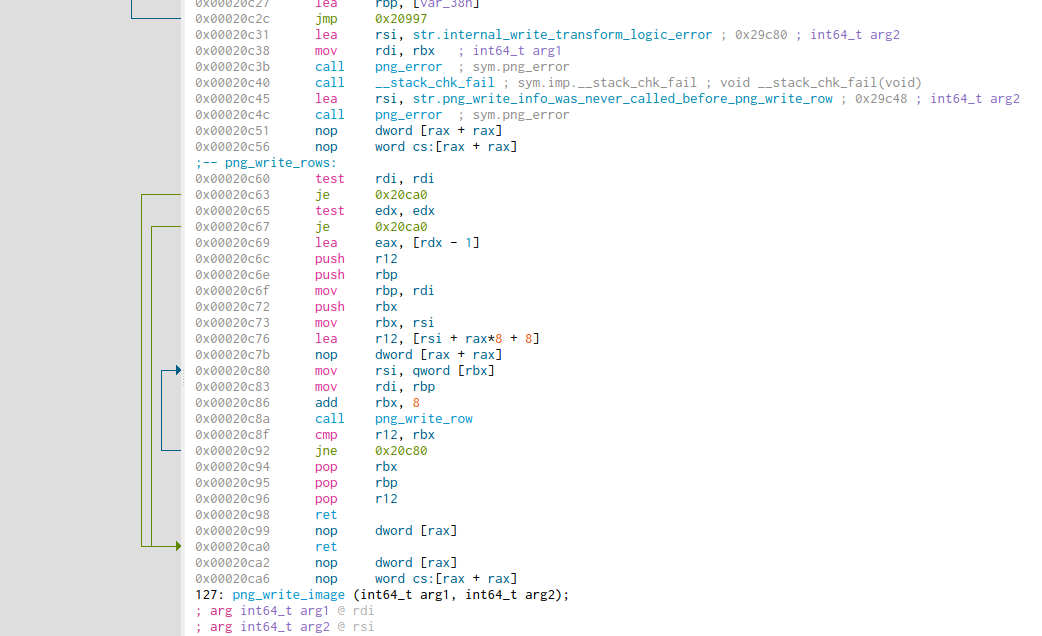 0x00020c27 lea rbp, [var_38h]
0x00020c2c jmp 0x20997
0x00020c31 lea rsi, str.internal_write_transform_logic_error ; 0x29c80 ; int64_t arg2
0x00020c38 mov rdi, rbx ; int64_t arg1
0x00020c3b call png_error ; sym.png_error
0x00020c40 call __stack_chk_fail ; sym.imp.__stack_chk_fail ; void __stack_chk_fail(void)
0x00020c45 lea rsi, str.png_write_info_was_never_called_before_png_write_row ; 0x29c48 ; int64_t arg2
0x00020c4c call png_error ; sym.png_error
0x00020c51 nop dword [rax + rax]
0x00020c56 nop word cs:[rax + rax]
;-- png_write_rows:
0x00020c60 test rdi, rdi
0x00020c63 je 0x20ca0
0x00020c65 test edx, edx
0x00020c67 je 0x20ca0
0x00020c69 lea eax, [rdx - 1]
0x00020c6c push r12
0x00020c6e push rbp
0x00020c6f mov rbp, rdi
0x00020c72 push rbx
0x00020c73 mov rbx, rsi
0x00020c76 lea r12, [rsi + rax*8 + 8]
0x00020c7b nop dword [rax + rax]
0x00020c80 mov rsi, qword [rbx]
0x00020c83 mov rdi, rbp
0x00020c86 add rbx, 8
0x00020c8a call png_write_row
0x00020c8f cmp r12, rbx
0x00020c92 jne 0x20c80
0x00020c94 pop rbx
0x00020c95 pop rbp
0x00020c96 pop r12
0x00020c98 ret
0x00020c99 nop dword [rax]
0x00020ca0 ret
0x00020ca2 nop dword [rax]
0x00020ca6 nop word cs:[rax + rax]
127: png_write_image (int64_t arg1, int64_t arg2);
; arg int64_t arg1 @ rdi
; arg int64_t arg2 @ rsi